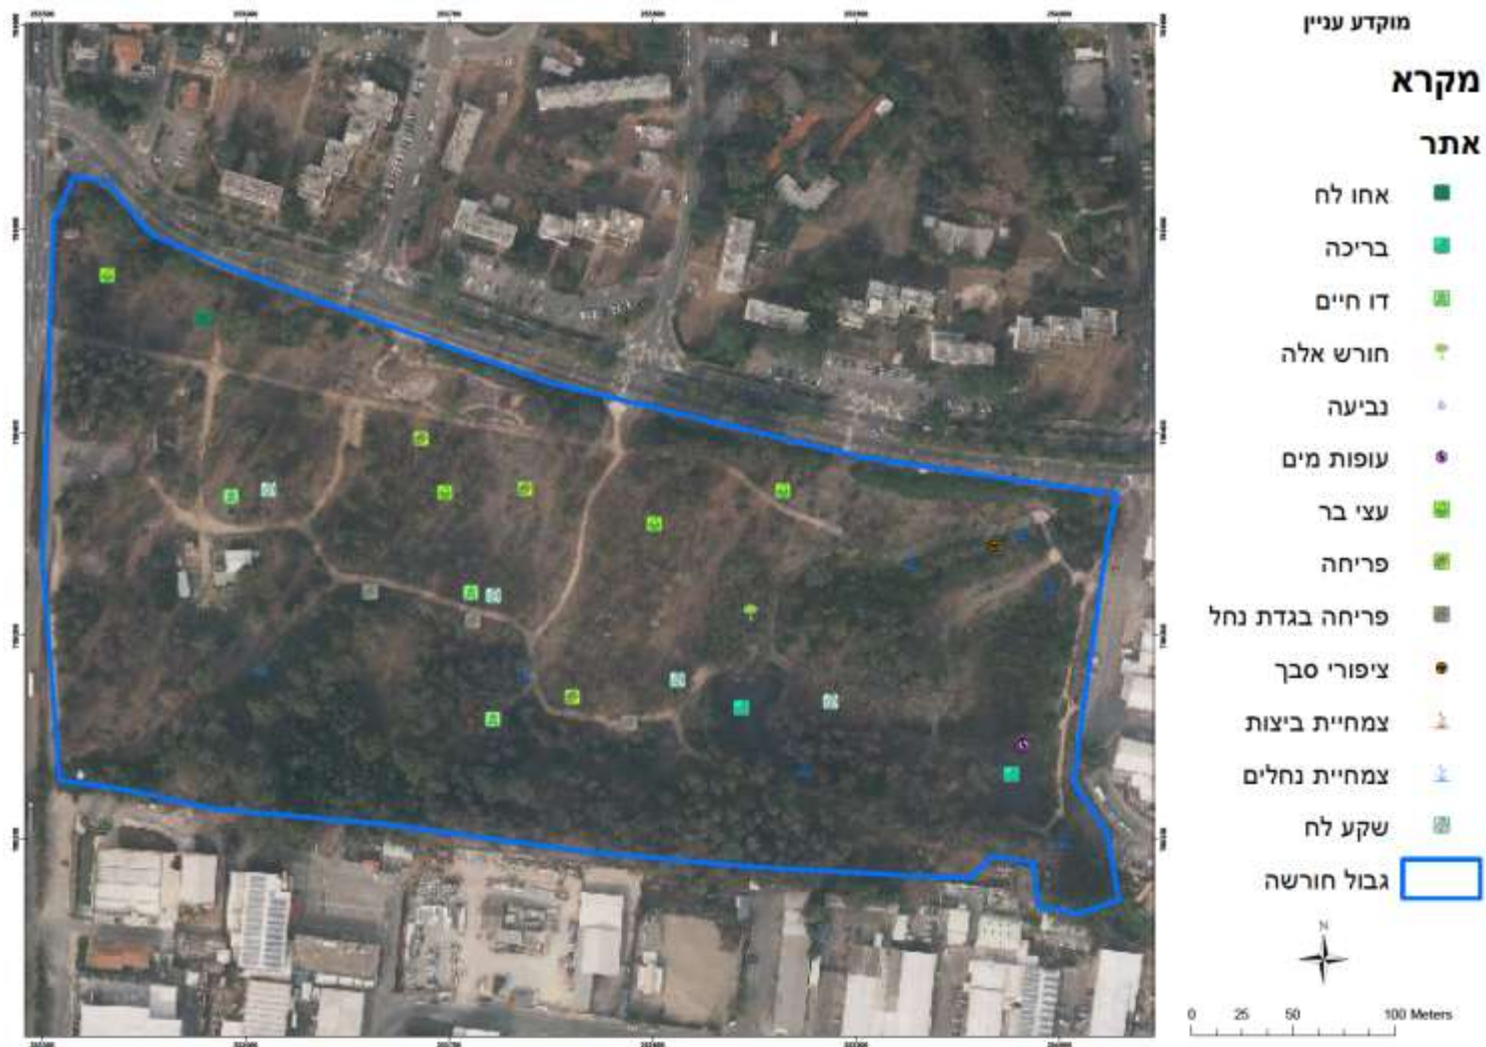 מוקדע עניין
מקרא
אתר
אחו לח
בריכה
דו חיים
חורש אלה
נביעה
עופות מים
עצי בר
פריחה
פריחה בגדת נחל
ציפורי סבך
צמחיית ביצות
צמחיית נחלים
שקע לח
גבול חורשה
N
0 25 50 100 Meters